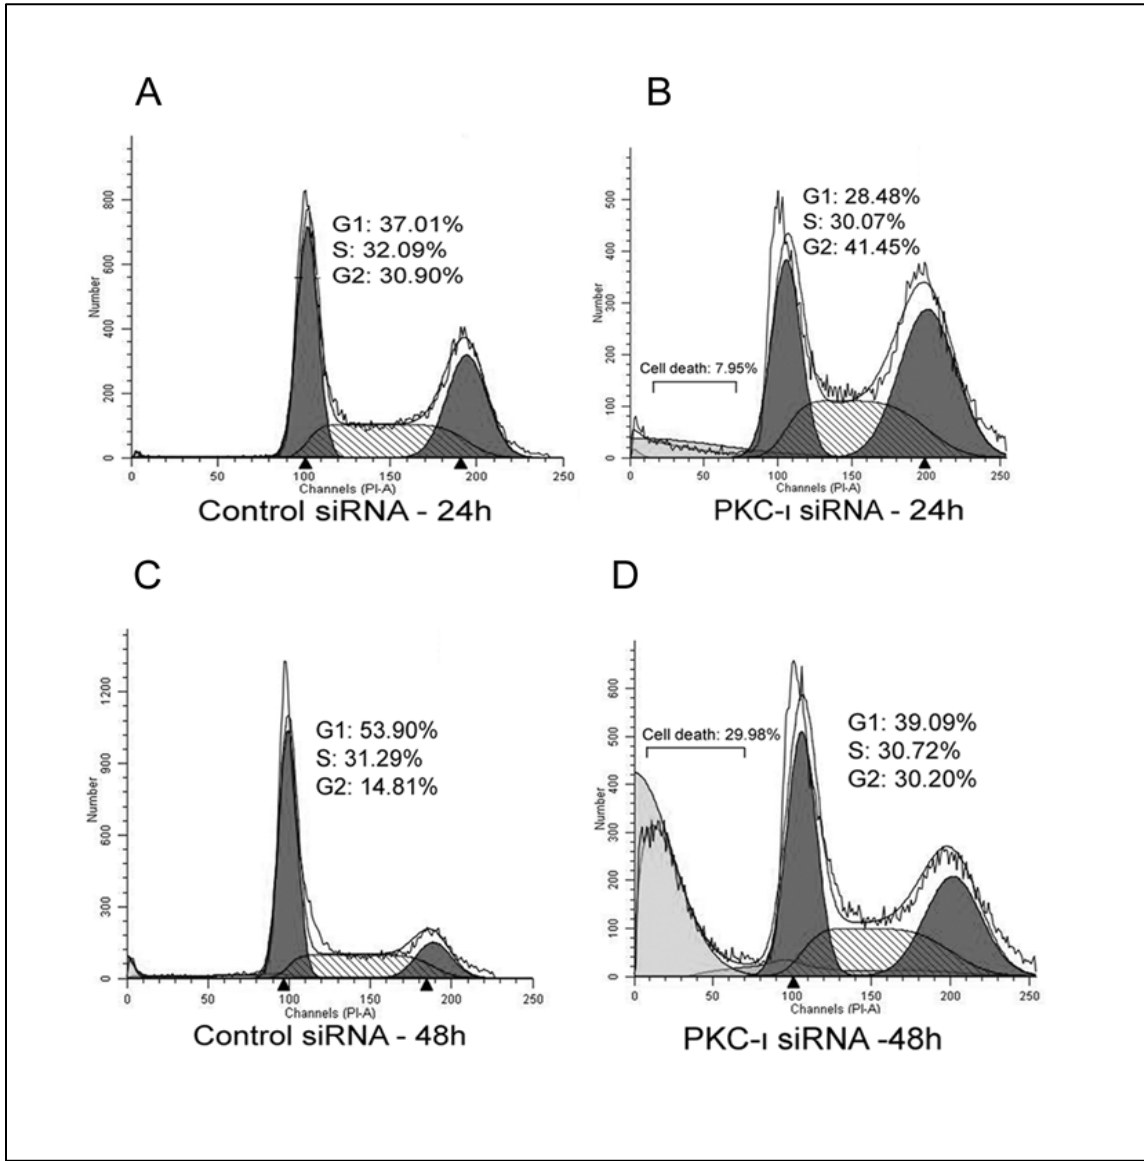 A
B
800
600
400
200
0
Number
G1: 37.01%
S: 32.09%
G2: 30.90%
0
50
100
150
200
250
Channels (PI-A)
Control siRNA - 24h
500
400
300
200
100
0
Number
G1: 28.48%
S: 30.07%
G2: 41.45%
Cell death: 7.95%
0
50
100
150
200
250
Channels (PI-A)
PKC-ı siRNA - 24h
C
D
1200
900
600
300
0
Number
G1: 53.90%
S: 31.29%
G2: 14.81%
0
50
100
150
200
250
Channels (PI-A)
Control siRNA - 48h
600
500
400
300
200
100
0
Number
Cell death: 29.98%
G1: 39.09%
S: 30.72%
G2: 30.20%
0
50
100
150
200
250
Channels (PI-A)
PKC-ı siRNA -48h